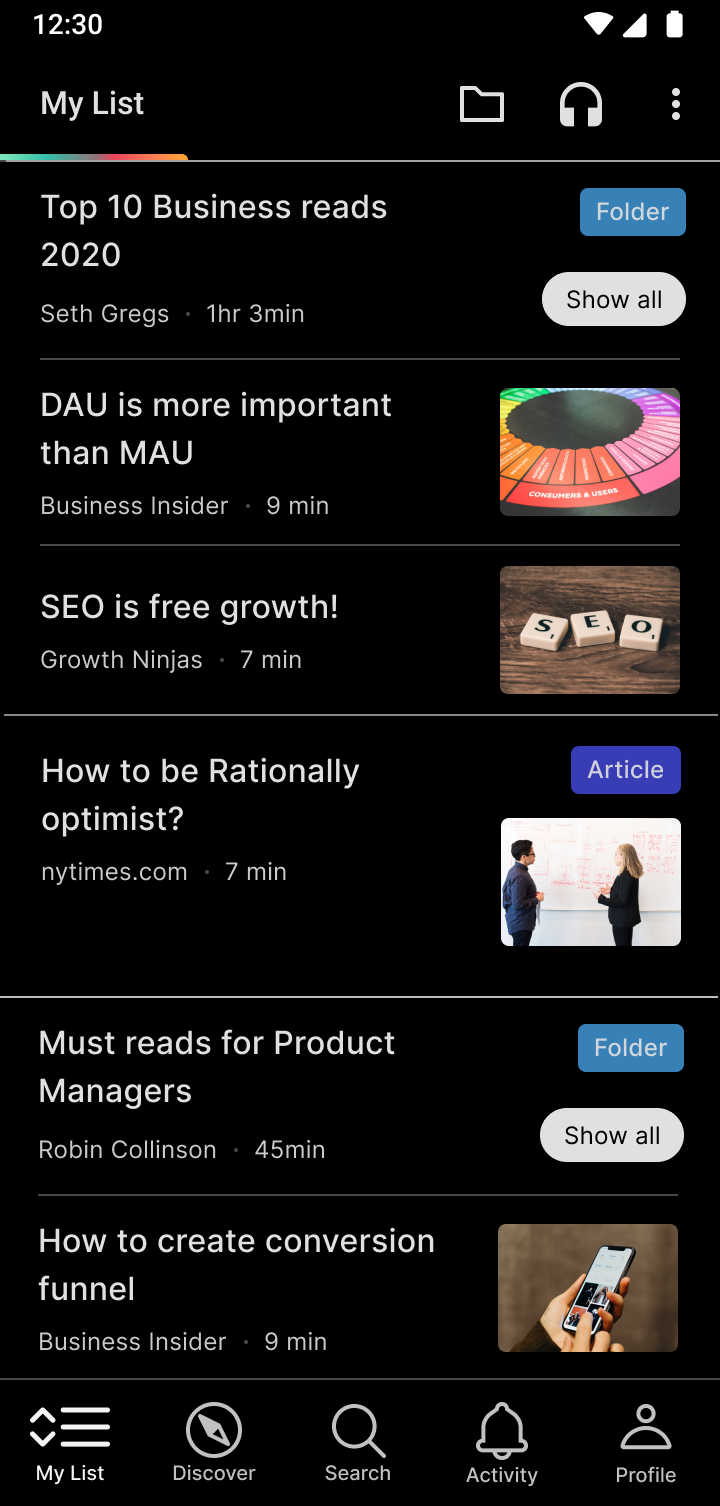 12:30
My List
Top 10 Business reads
2020
Folder
Seth Gregs · 1hr 3min
Show all
DAU is more important
than MAU
Business Insider · 9 min
CONSUMERS & USERS
SEO is free growth!
Growth Ninjas · 7 min
S E O
How to be Rationally
optimist?
Article
nytimes.com · 7 min
Must reads for Product
Managers
Folder
Robin Collinson · 45min
Show all
How to create conversion
funnel
Business Insider · 9 min
My List
Discover
Search
Activity
Profile